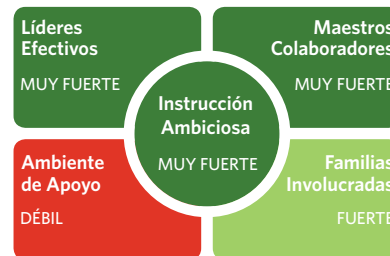 Líderes
Efectivos
MUY FUERTE
Maestros
Colaboradores
MUY FUERTE
Instrucción
Ambiciosa
MUY FUERTE
Ambiente
de Apoyo
DÉBIL
Familias
Involucradas
FUERTE